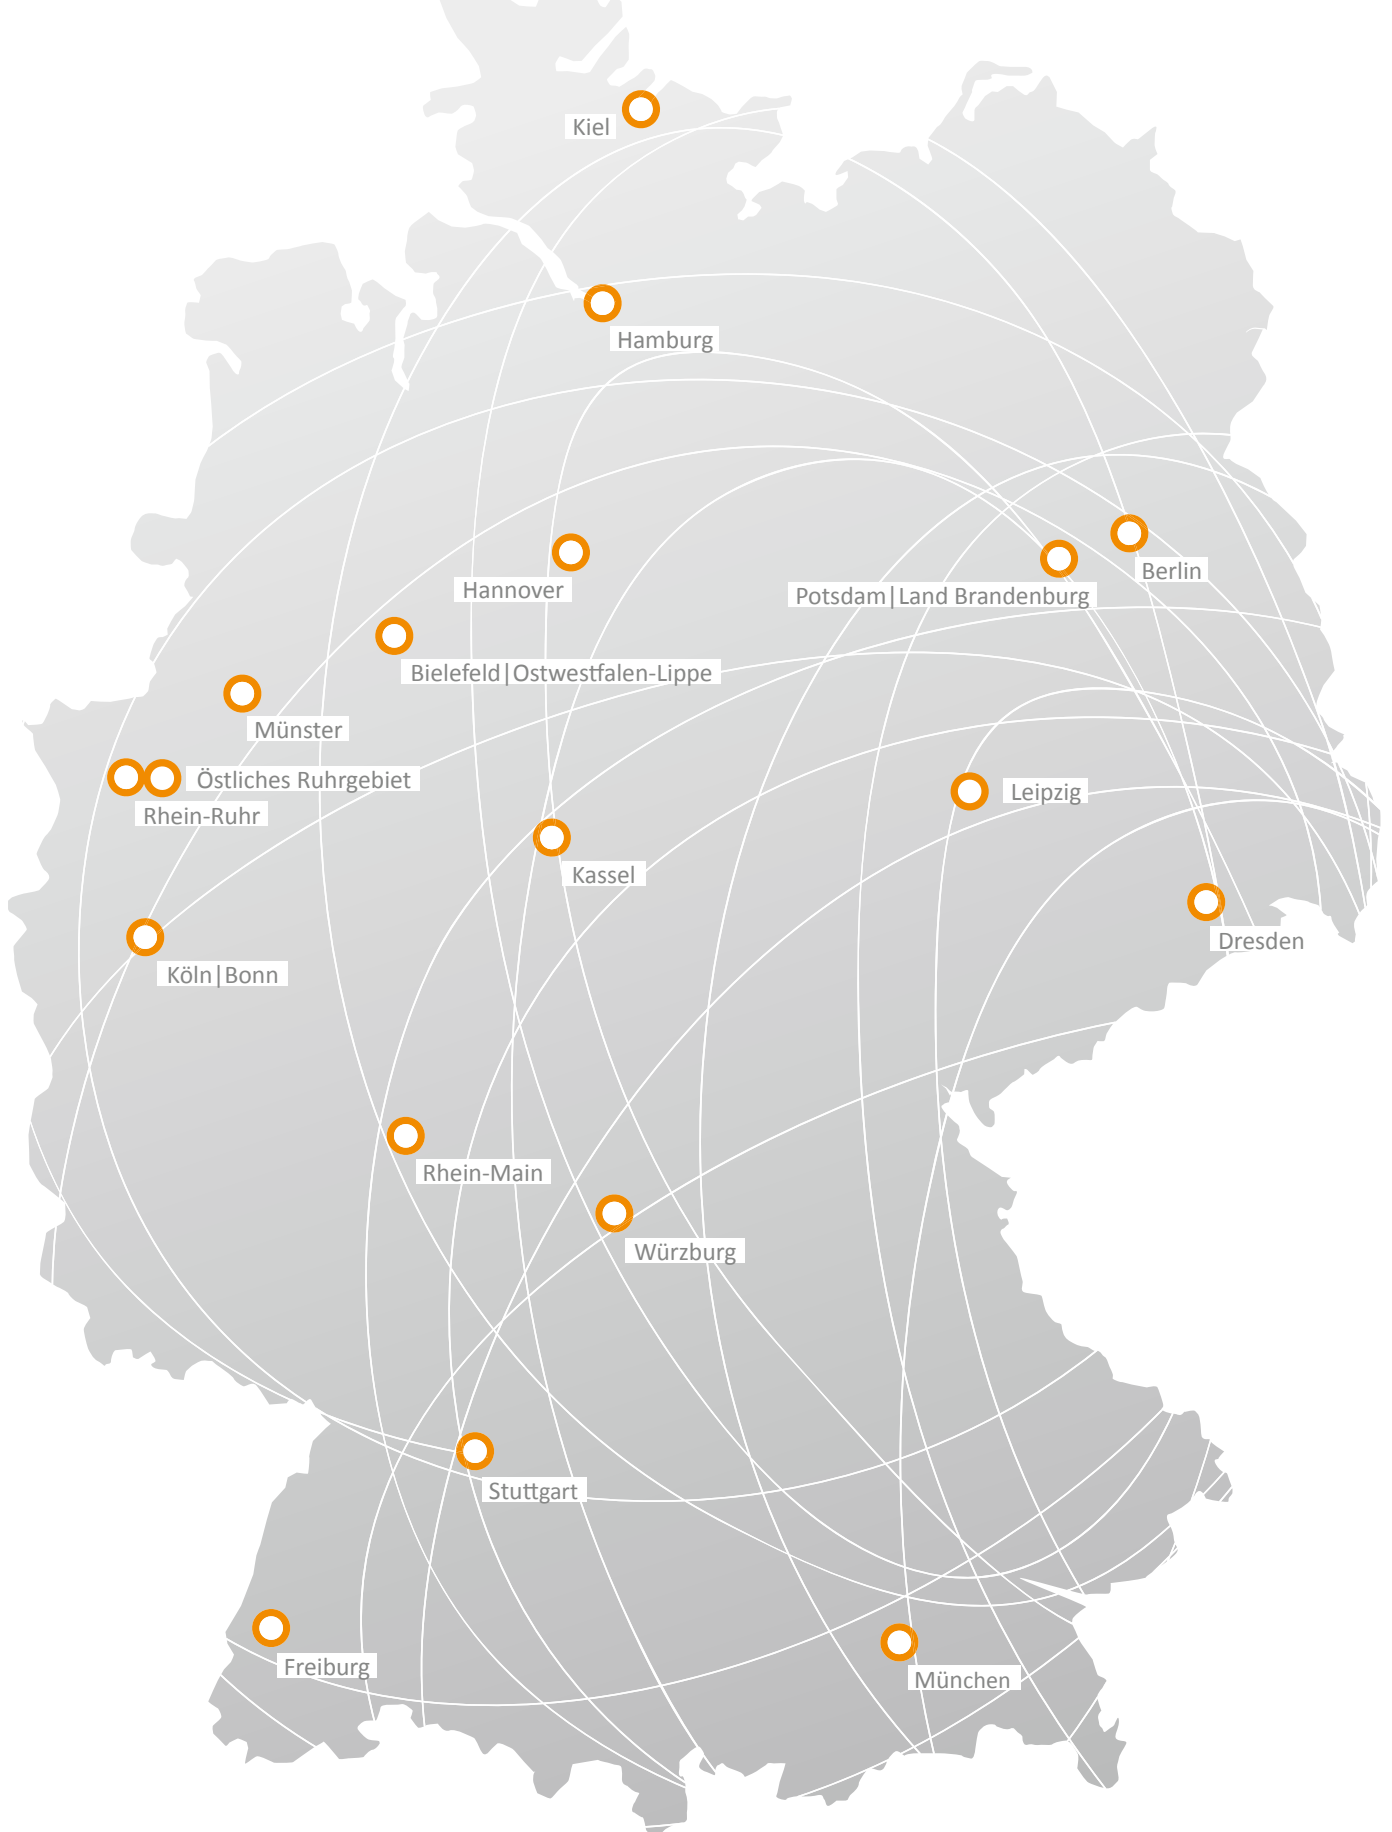 Kiel
Hamburg
Berlin
Hannover
Potsdam|Land Brandenburg
Bielefeld|Ostwestfalen-Lippe
Münster
Östliches Ruhrgebiet
Leipzig
Rhein-Ruhr
Kassel
Dresden
Köln|Bonn
Rhein-Main
Würzburg
Stuttgart
Freiburg
München